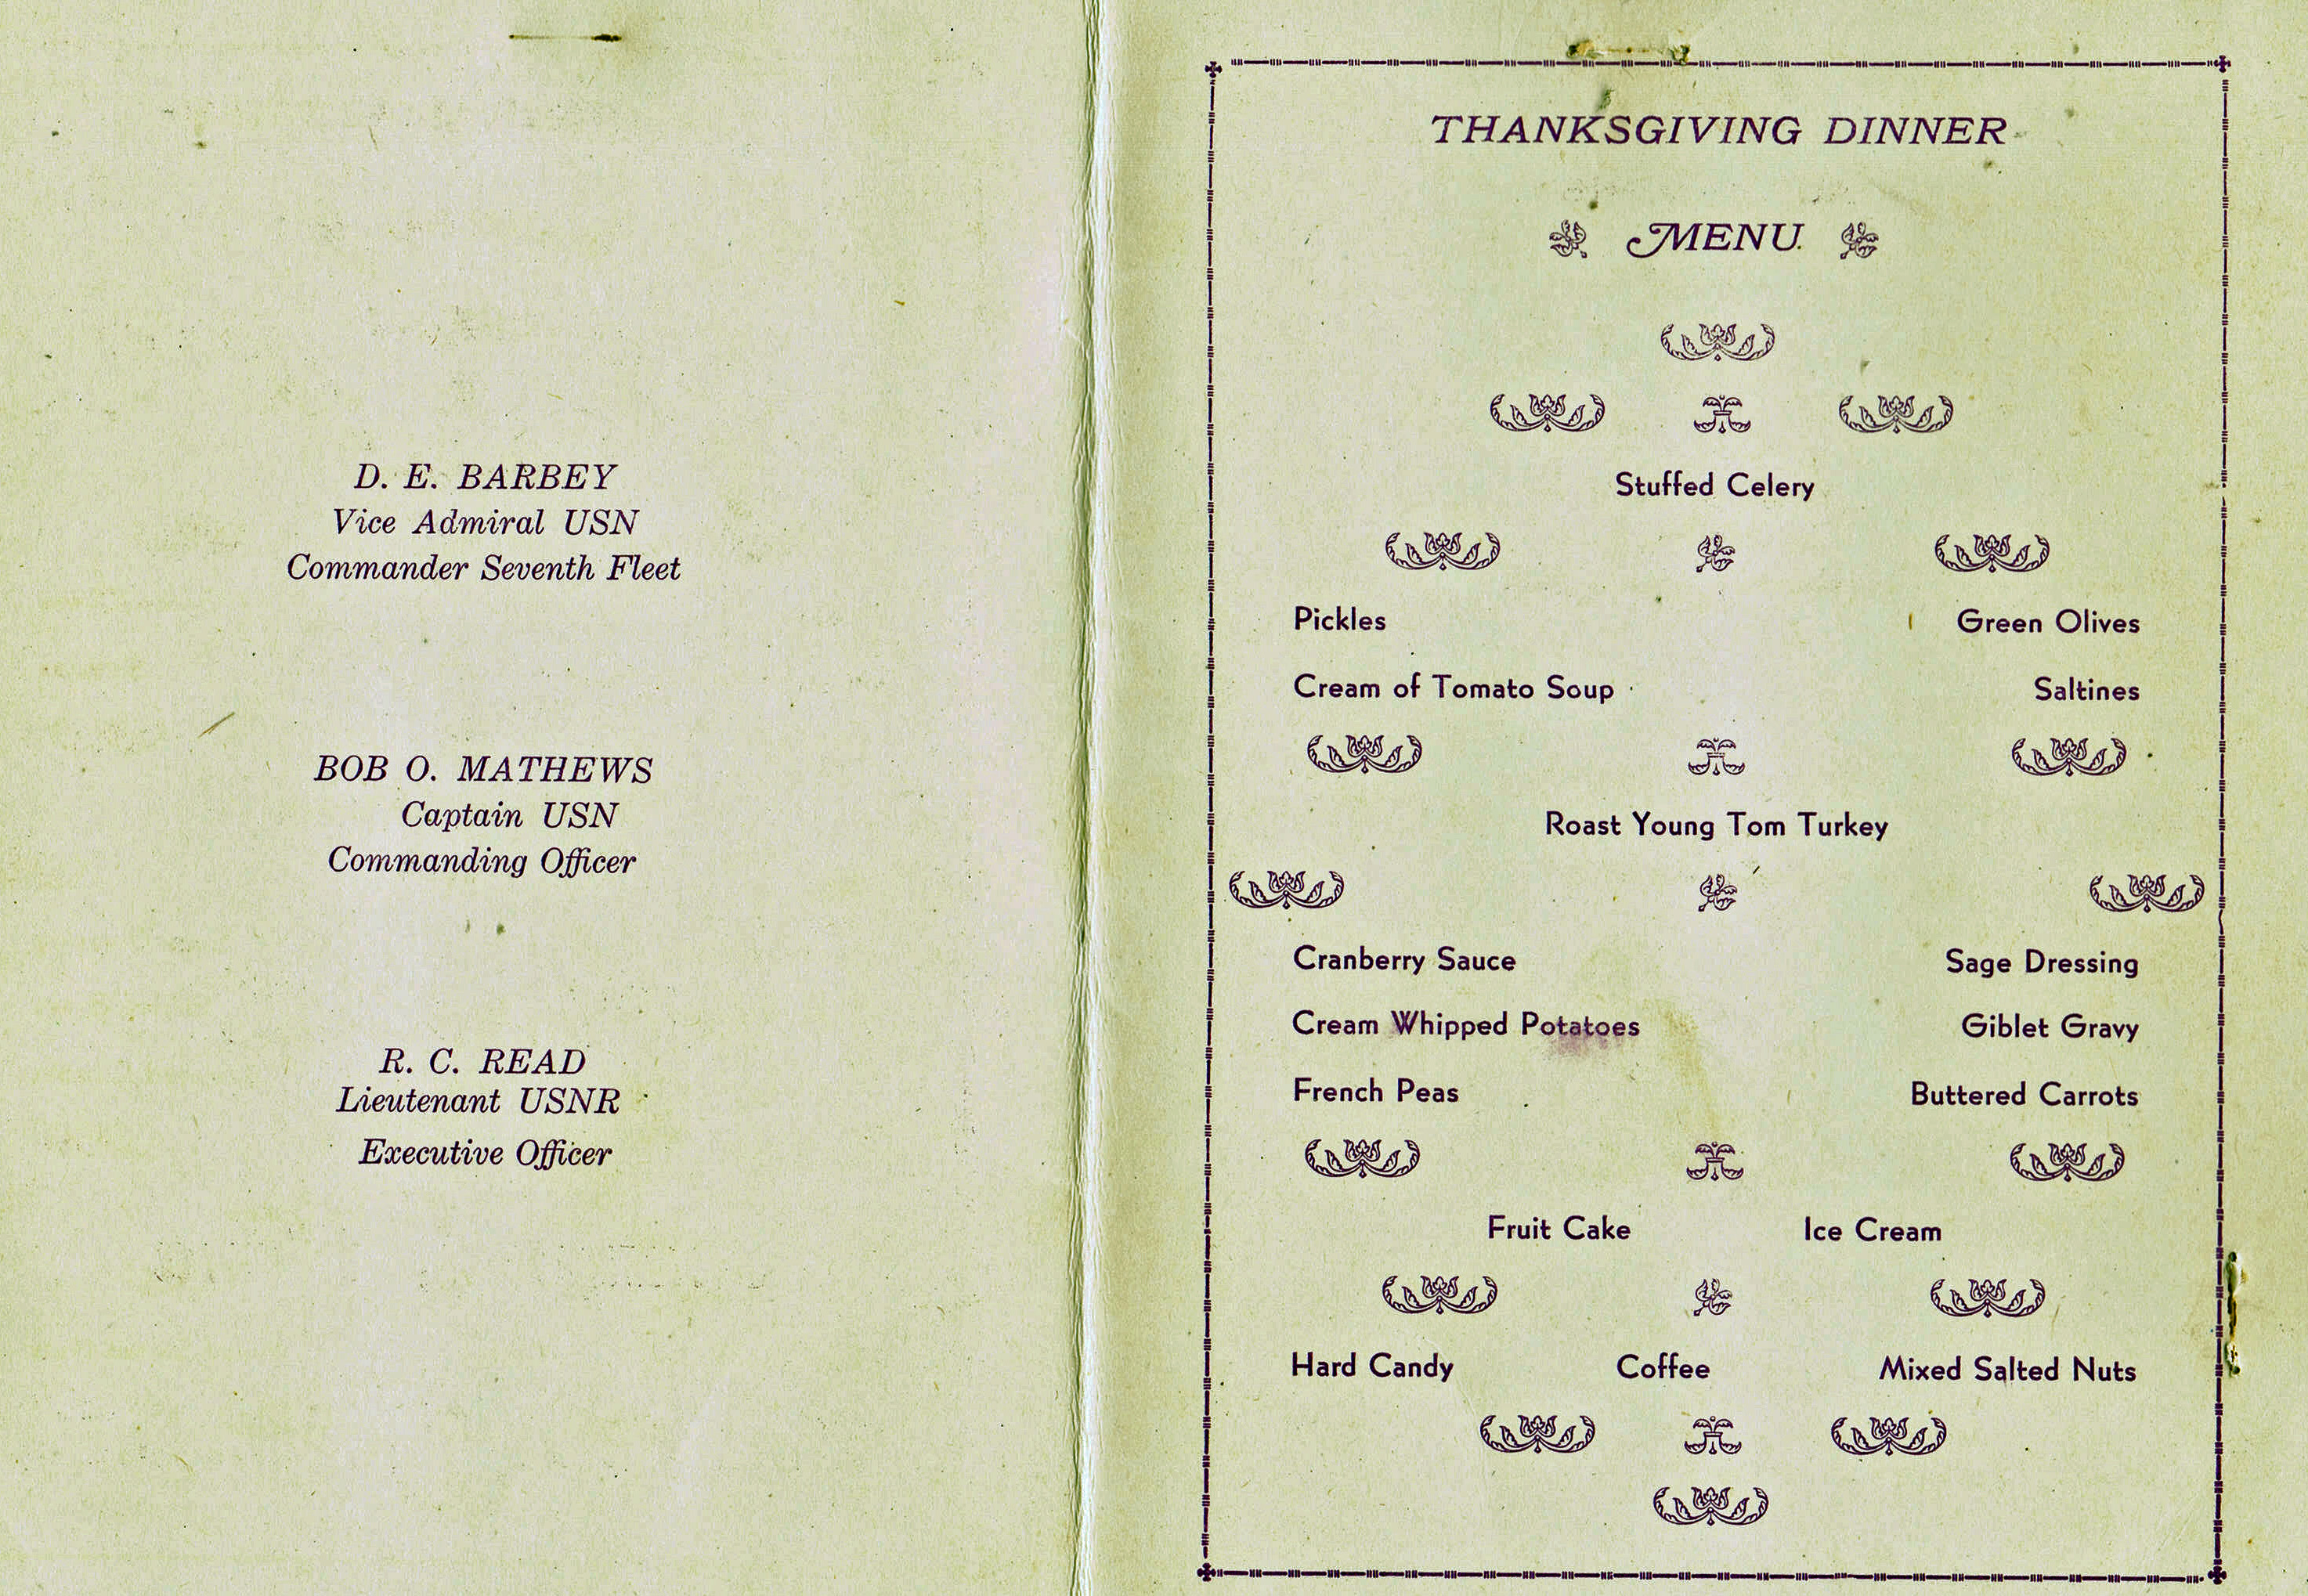 D. E. BARBEY
Vice Admiral USN
Commander Seventh Fleet
BOB O. MATHEWS
Captain USN
Commanding Officer
R. C. READ
Lieutenant USNR
Executive Officer
THANKSGIVING DINNER
MENU
Stuffed Celery
Pickles Green Olives
Cream of Tomato Soup Saltines
Roast Young Tom Turkey
Cranberry Sauce Sage Dressing
Cream Whipped Potatoes Giblet Gravy
French Peas Buttered Carrots
Fruit Cake Ice Cream
Hard Candy Coffee Mixed Salted Nuts